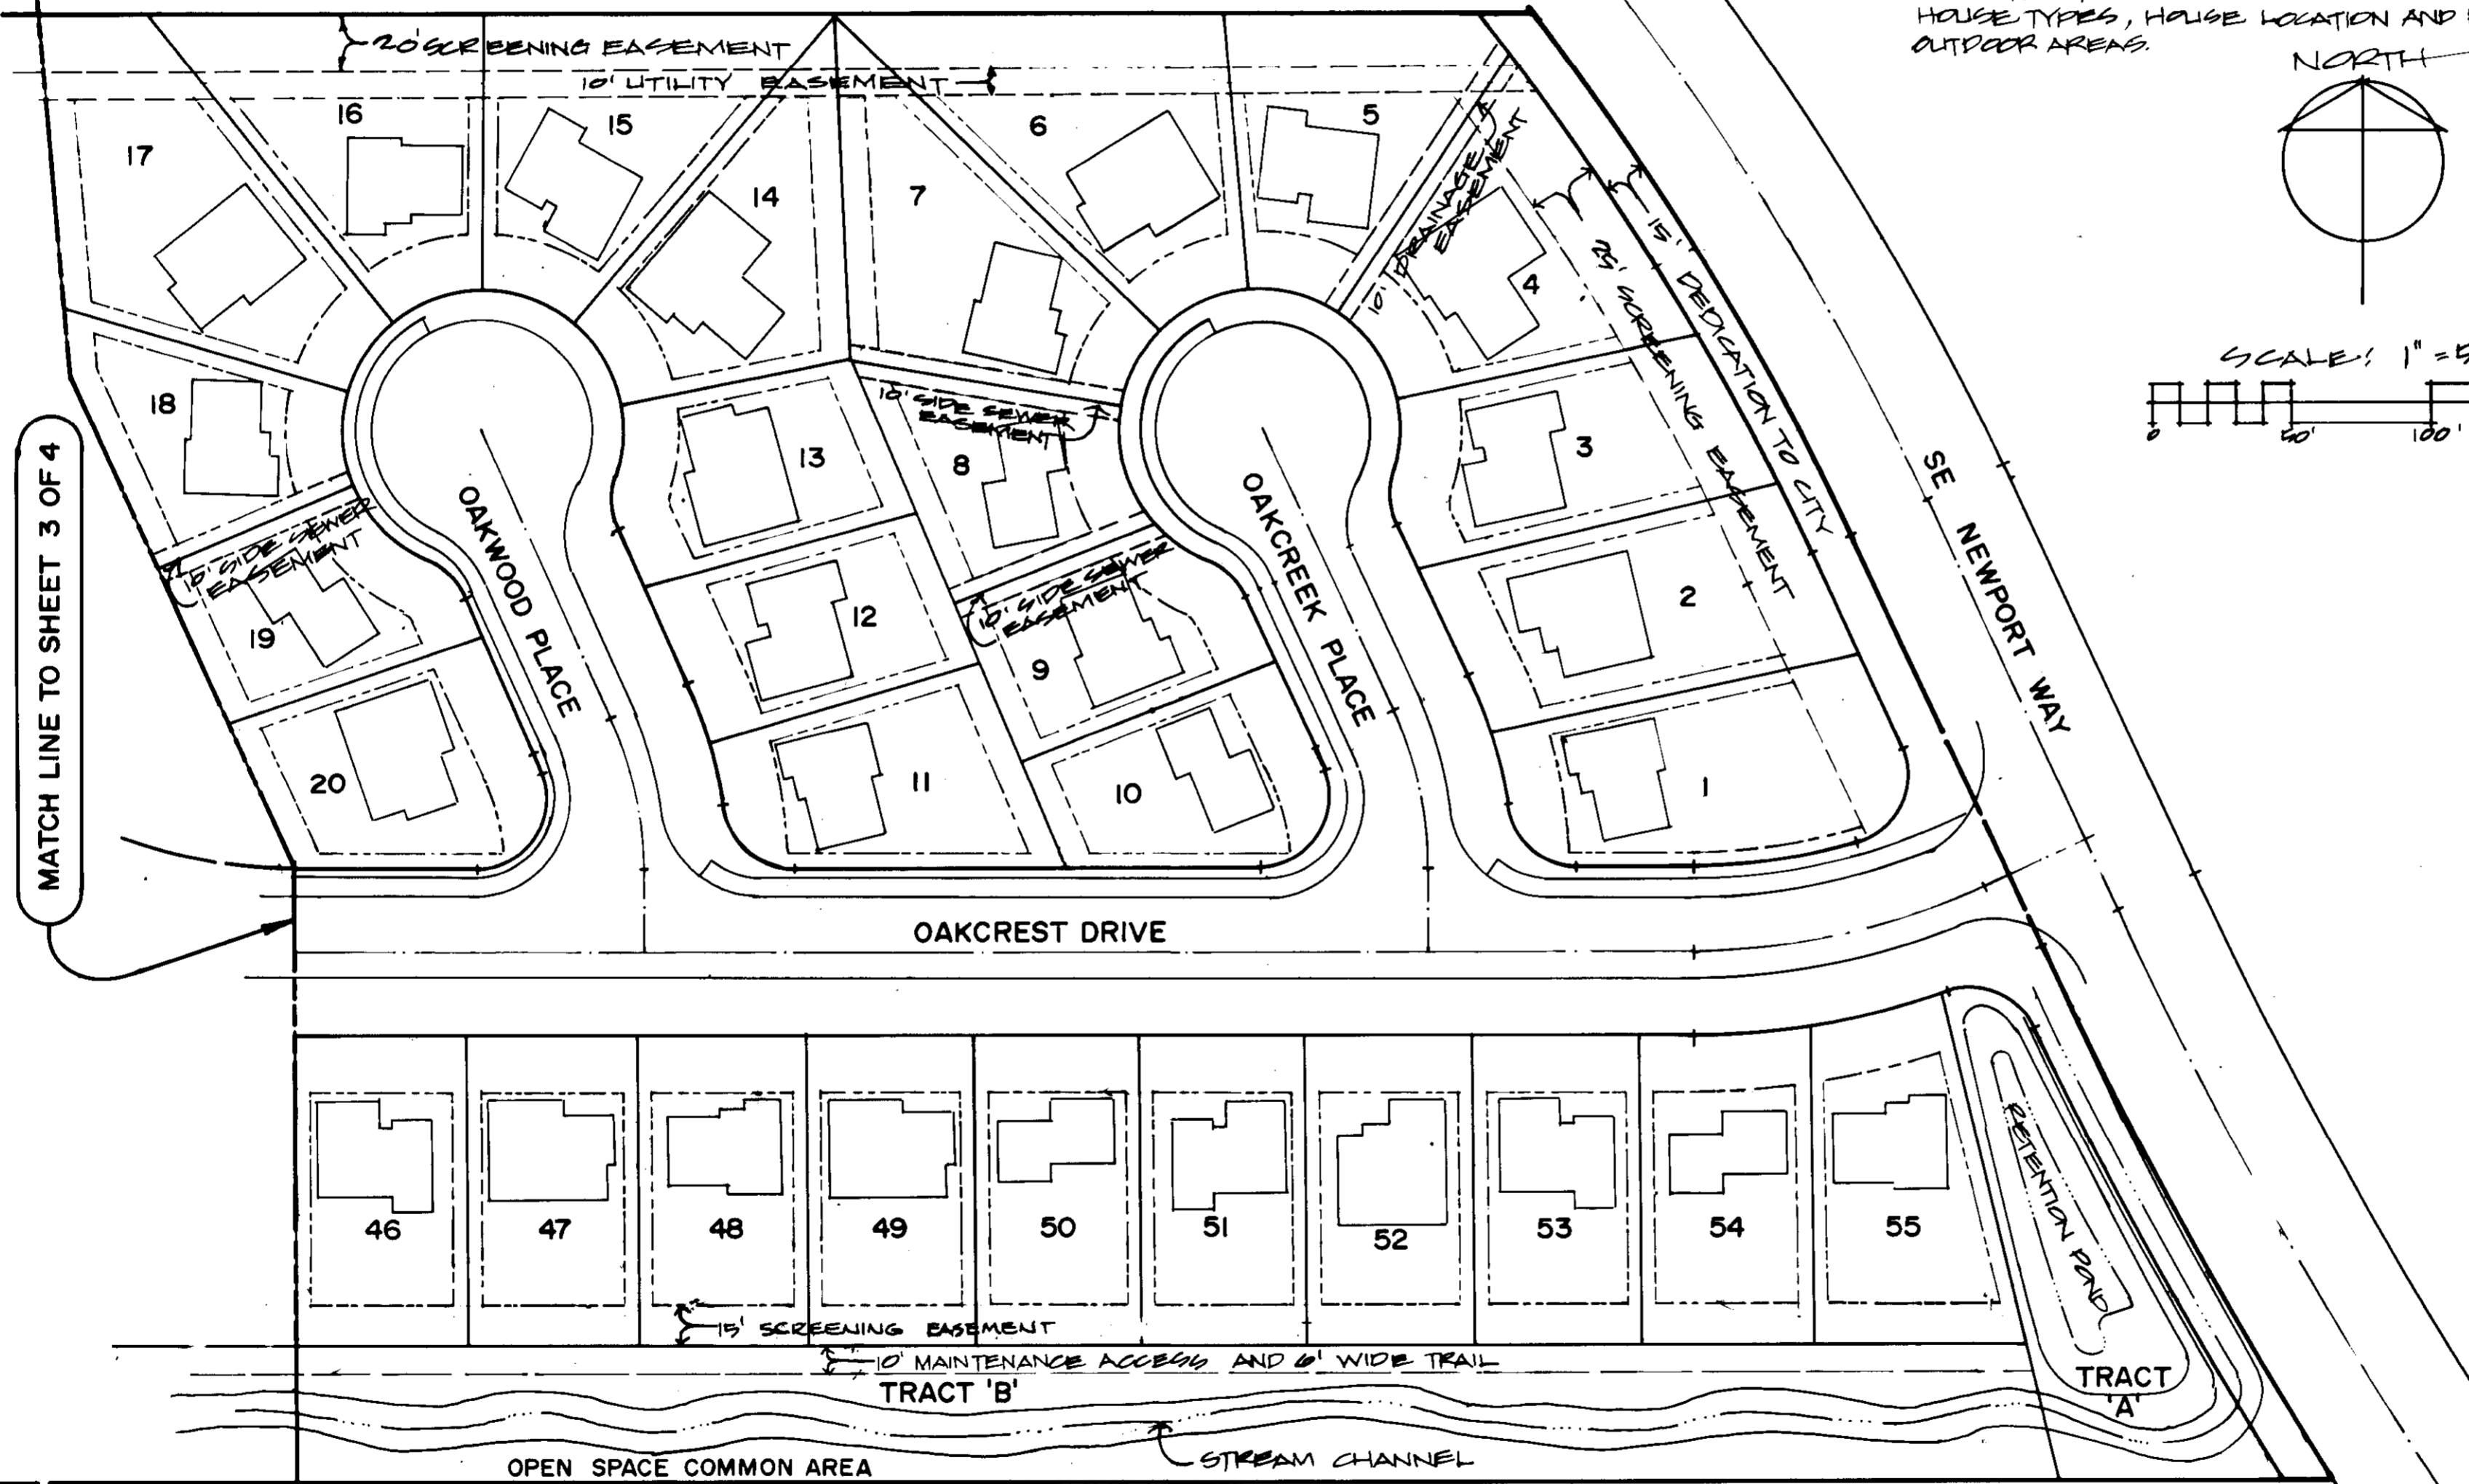 HOUSE TYPES, HOUSE LOCATION AND
OUTDOOR AREAS.
NORTH
SCALE: 1" = 5
0 50' 100'
20' SCREENING EASEMENT
10' UTILITY EASEMENT
17
16
15
14
7
6
5
4
10' DRAINAGE
EASEMENT
25' SCREENING EASEMENT
15' DEDICATION TO CITY
SE NEWPORT WAY
18
13
10' SIDE SEWER
EASEMENT
8
3
MATCH LINE TO SHEET 3 OF 4
10' SIDE SEWER
EASEMENT
OAKWOOD PLACE
19
12
10' SIDE SEWER
EASEMENT
OAKCREEK PLACE
9
2
20
11
10
1
OAKCREST DRIVE
46
47
48
49
50
51
52
53
54
55
RETENTION POND
15' SCREENING EASEMENT
10' MAINTENANCE ACCESS AND 6' WIDE TRAIL
TRACT 'B'
TRACT
'A'
STREAM CHANNEL
OPEN SPACE COMMON AREA